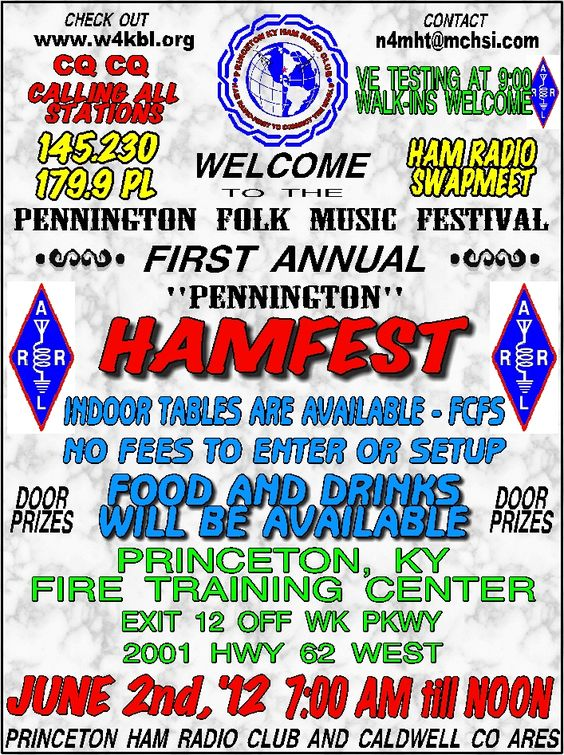 CHECK OUT
www.w4kbl.org
CQ CQ
CALLING ALL
STATIONS
145.230
179.9 PL
PRINCETON KY HAM RADIO CLUB
CONTACT
n4mht@mchsi.com
VE TESTING AT 9:00
WALK-INS WELCOME
HAM RADIO
SWAPMEET
WELCOME
TO THE
PENNINGTON FOLK MUSIC FESTIVAL
FIRST ANNUAL
"PENNINGTON"
HAMFEST
A
R R
L
A
R R
L
INDOOR TABLES ARE AVAILABLE - FCFS
NO FEES TO ENTER OR SETUP
FOOD AND DRINKS
WILL BE AVAILABLE
DOOR
PRIZES
DOOR
PRIZES
PRINCETON, KY
FIRE TRAINING CENTER
EXIT 12 OFF WK PKWY
2001 HWY 62 WEST
JUNE 2nd, '12 7:00 AM till NOON
PRINCETON HAM RADIO CLUB AND CALDWELL CO ARES